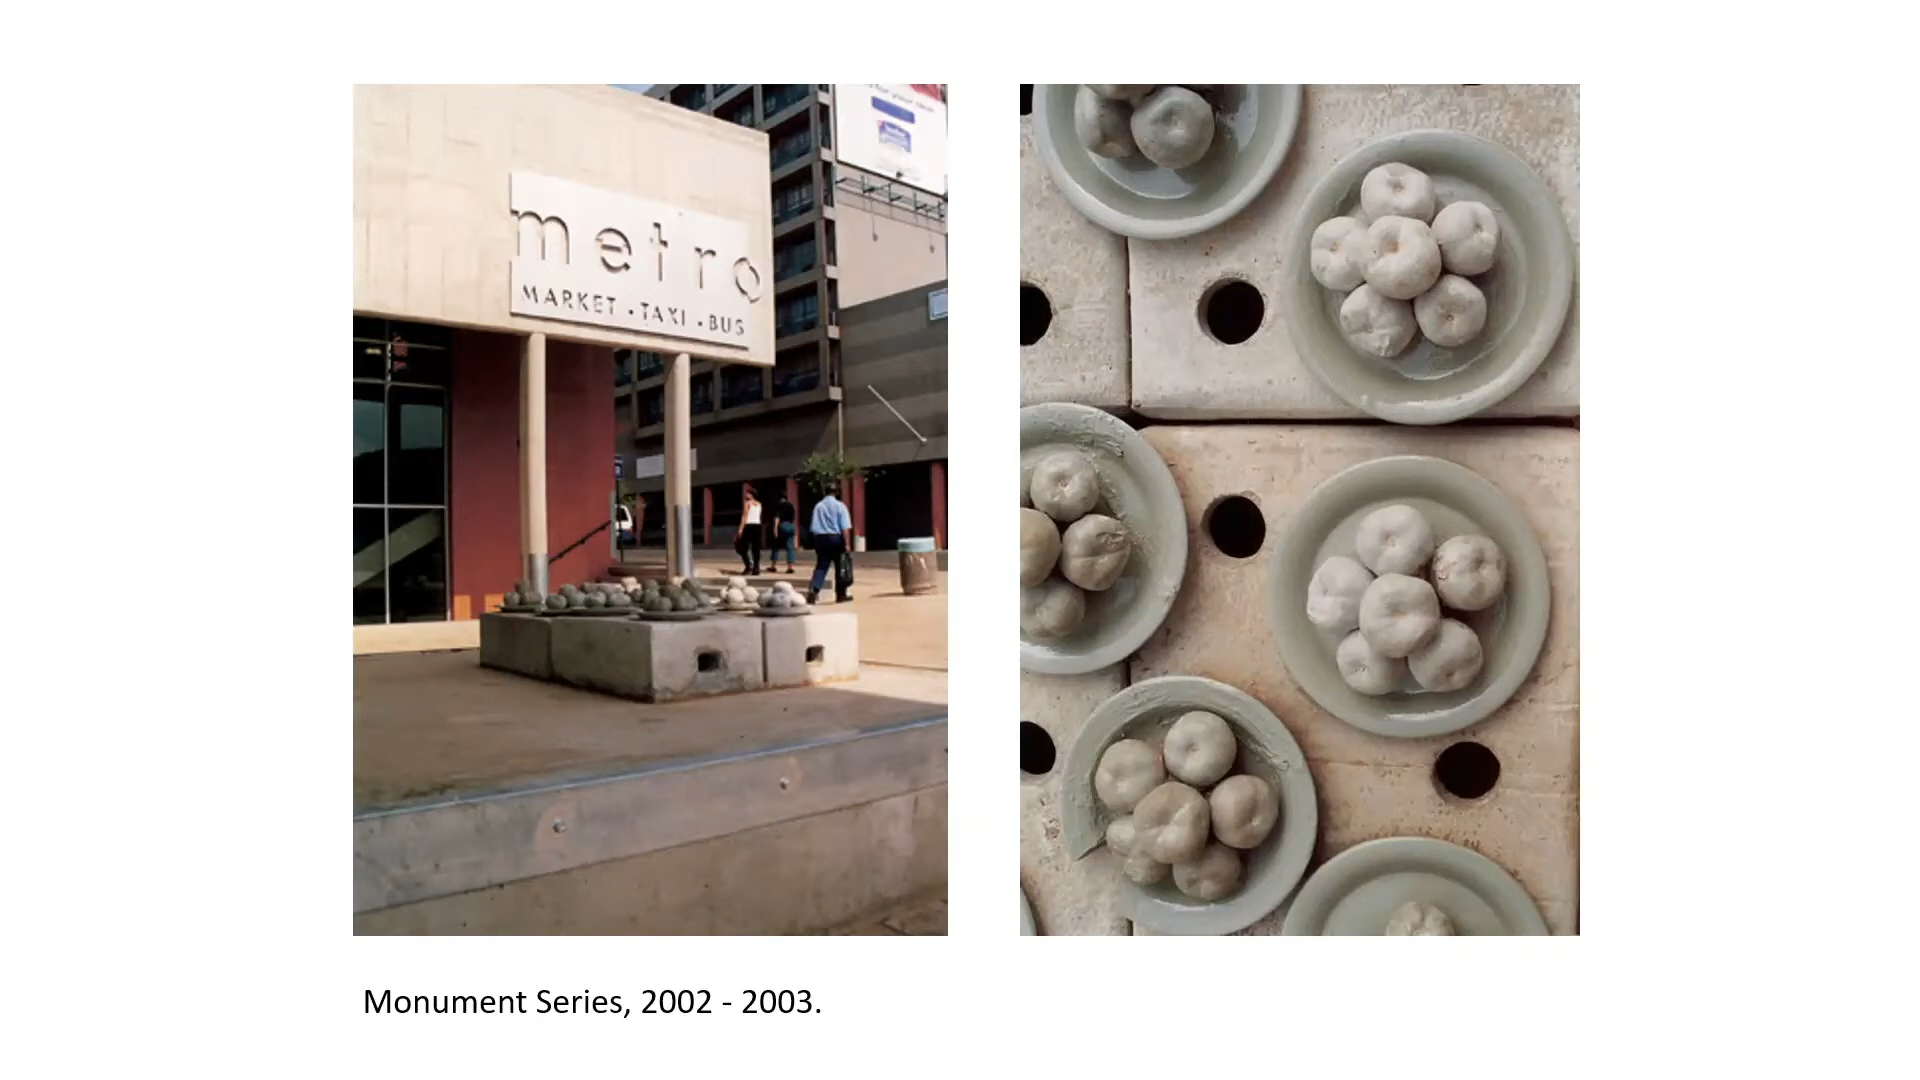 metro
MARKET . TAXI . BUS
Monument Series, 2002 - 2003.